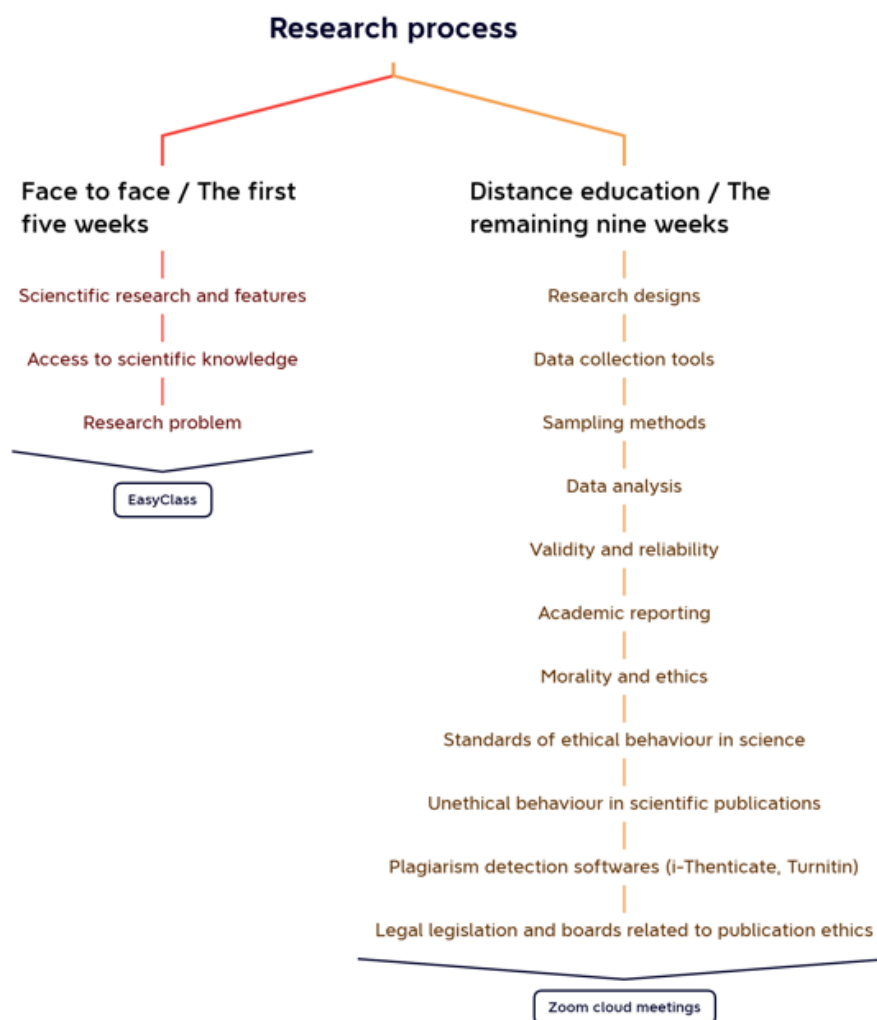 Research process
Face to face / The first
five weeks
Scienctific research and features
Access to scientific knowledge
Research problem
EasyClass
Distance education / The
remaining nine weeks
Research designs
Data collection tools
Sampling methods
Data analysis
Validity and reliability
Academic reporting
Morality and ethics
Standards of ethical behaviour in science
Unethical behaviour in scientific publications
Plagiarism detection softwares (i-Thenticate, Turnitin)
Legal legislation and boards related to publication ethics
Zoom cloud meetings